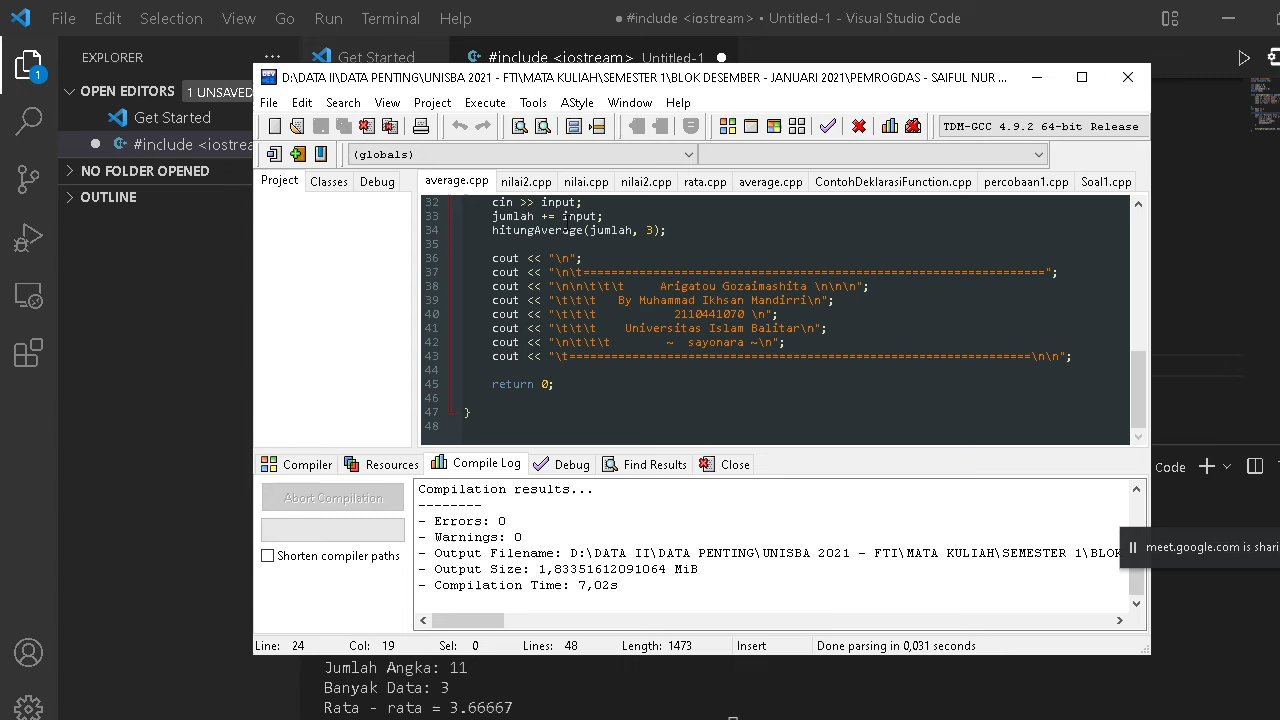 File Edit Selection View Go Run Terminal Help
● #include <iostream> • Untitled-1 - Visual Studio Code
EXPLORER
Get Started
#include <iostream> Untitled-1
1
OPEN EDITORS 1 UNSAVED
Get Started
#include <iostrea
NO FOLDER OPENED
OUTLINE
DEV
D:\DATA II\DATA PENTING\UNISBA 2021 - FTI\MATA KULIAH\SEMESTER 1\BLOK DESEMBER - JANUARI 2021\PEMROGDAS - SAIFUL NUR ...
File Edit Search View Project Execute Tools AStyle Window Help
TDM-GCC 4.9.2 64-bit Release
(globals)
Project Classes Debug
average.cpp nilai2.cpp nilai.cpp nilai2.cpp rata.cpp average.cpp ContohDeklarasiFunction.cpp percobaan1.cpp Soal1.cpp
32 cin >> input;
33 jumlah += input;
34 hitungAverage(jumlah, 3);
35
36 cout << "\n";
37 cout << "\n\t==================================================================";
38 cout << "\n\n\t\t\t     Arigatou Gozaimashita \n\n\n";
39 cout << "\t\t\t   By Muhammad Ikhsan Mandirri\n";
40 cout << "\t\t\t           2110441070 \n";
41 cout << "\t\t\t    Universitas Islam Balitar\n";
42 cout << "\n\t\t\t        ~  sayonara ~\n";
43 cout << "\t==================================================================\n\n";
44
45 return 0;
46
47 }
48
Compiler Resources Compile Log Debug Find Results Close
Abort Compilation
Shorten compiler paths
Compilation results...
--------
- Errors: 0
- Warnings: 0
- Output Filename: D:\DATA II\DATA PENTING\UNISBA 2021 - FTI\MATA KULIAH\SEMESTER 1\BLOK
- Output Size: 1,83351612091064 MiB
- Compilation Time: 7,02s
Line: 24 Col: 19 Sel: 0 Lines: 48 Length: 1473 Insert Done parsing in 0,031 seconds
Code
meet.google.com is shari
Jumlah Angka: 11
Banyak Data: 3
Rata - rata = 3.66667